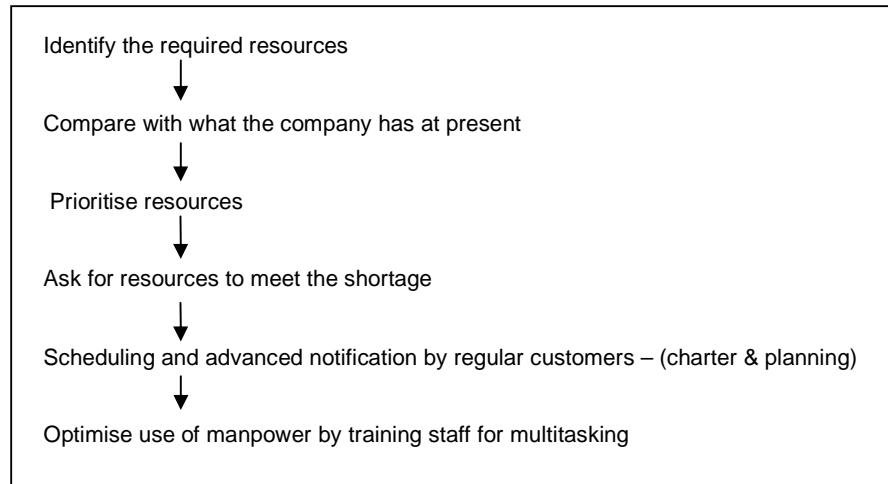 Identify the required resources
Compare with what the company has at present
Prioritise resources
Ask for resources to meet the shortage
Scheduling and advanced notification by regular customers – (charter & planning)
Optimise use of manpower by training staff for multitasking